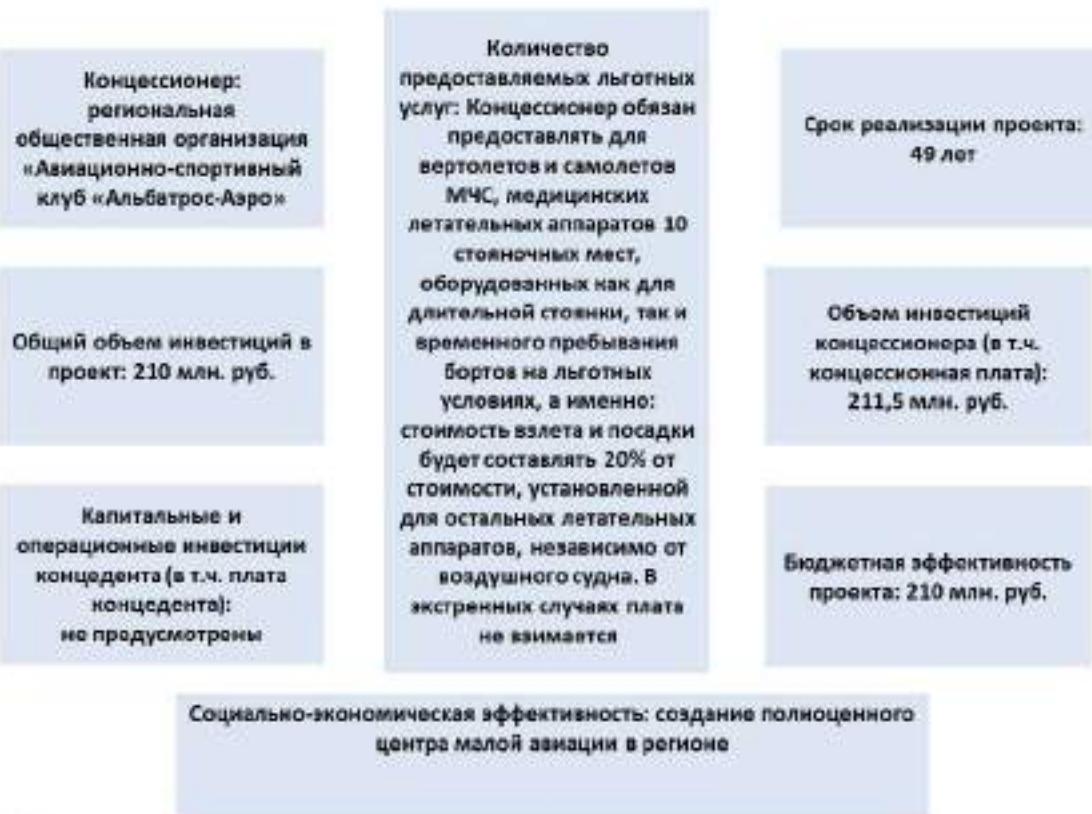 Концессионер:
региональная
общественная организация
«Авиационно-спортивный
клуб «Альбатрос-Аэро»
Общий объем инвестиций в
проект: 210 млн. руб.
Капитальные и
операционные инвестиции
концедента (в т.ч. плата
концедента):
не предусмотрены
Количество
предоставляемых льготных
услуг: Концессионер обязан
предоставлять для
вертолетов и самолетов
МЧС, медицинских
летательных аппаратов 10
стояночных мест,
оборудованных как для
длительной стоянки, так и
временного пребывания
бортов на льготных
условиях, а именно:
стоимость взлета и посадки
будет составлять 20% от
стоимости, установленной
для остальных летательных
аппаратов, независимо от
воздушного судна. В
экстренных случаях плата
не взимается
Срок реализации проекта:
49 лет
Объем инвестиций
концессионера (в т.ч.
концессионная плата):
211,5 млн. руб.
Бюджетная эффективность
проекта: 210 млн. руб.
Социально-экономическая эффективность: создание полноценного
центра малой авиации в регионе